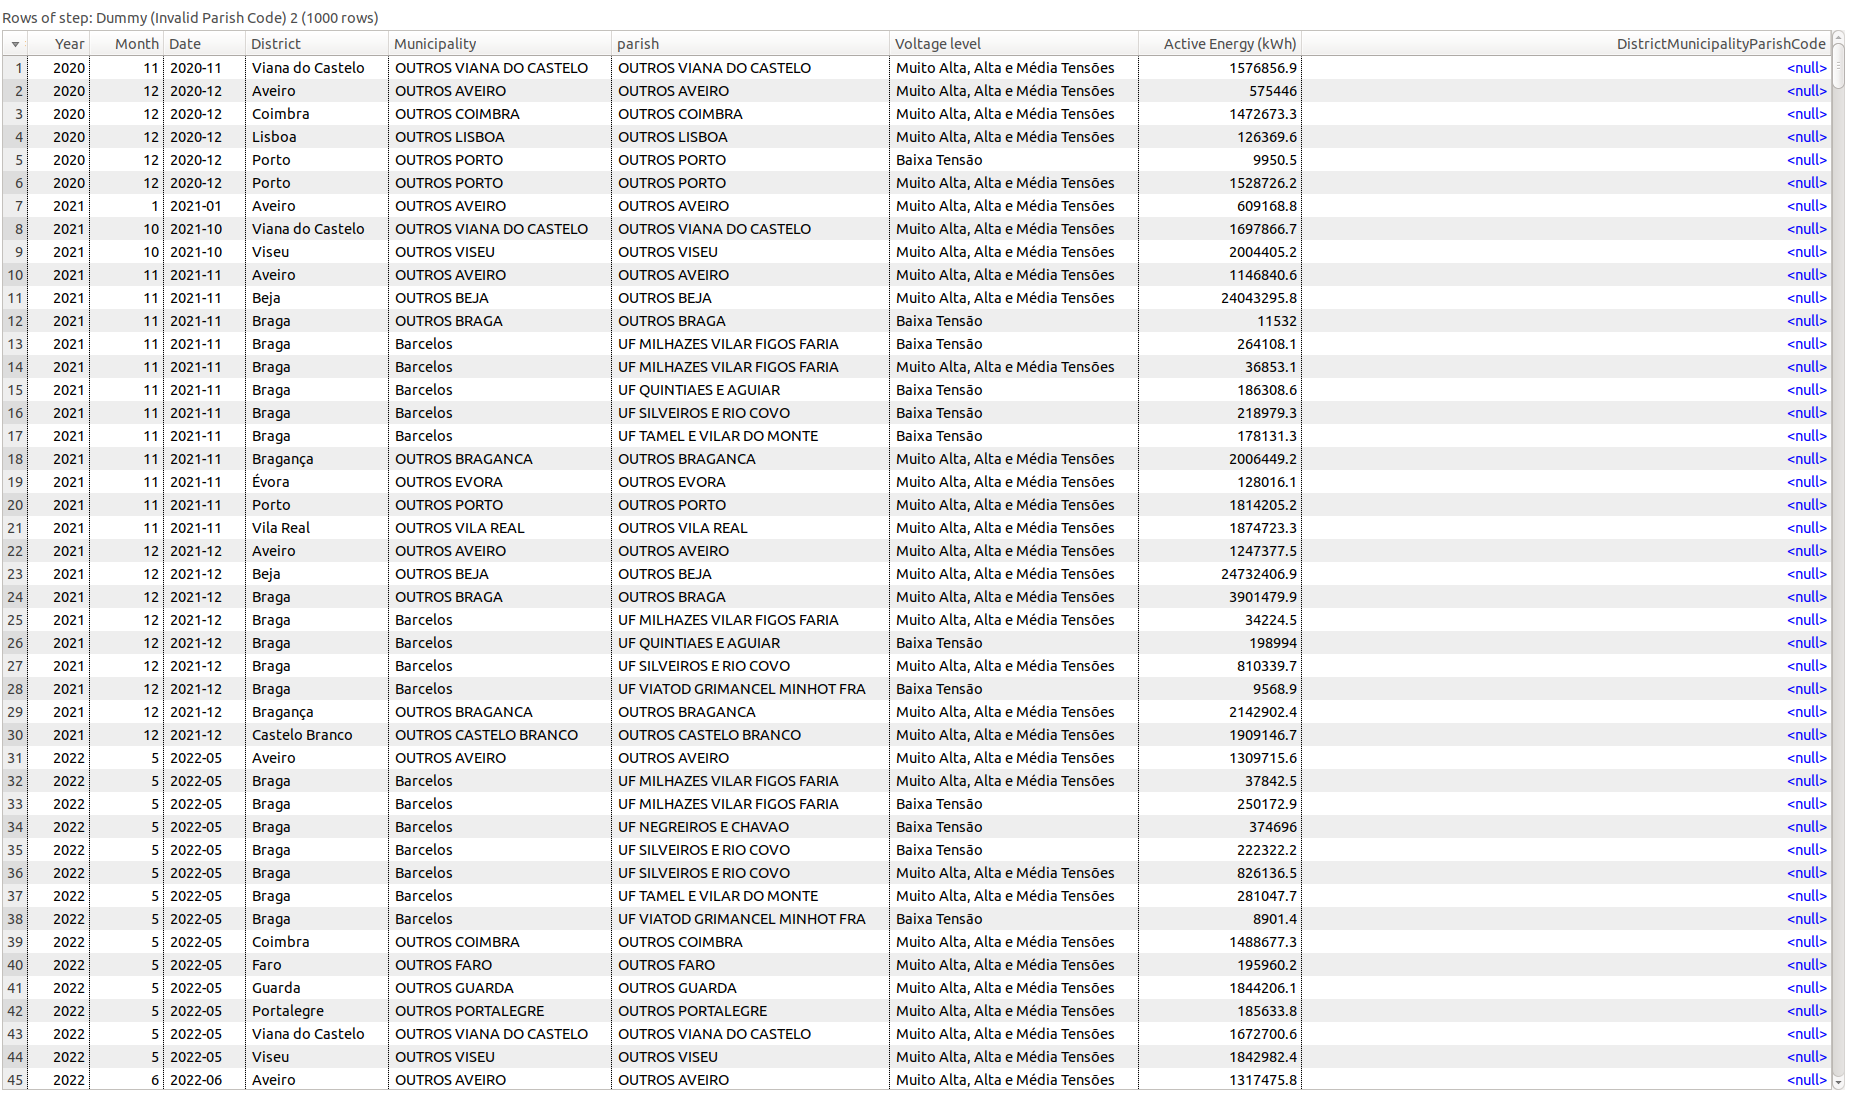 Rows of step: Dummy (Invalid Parish Code) 2 (1000 rows)
Year Month Date District Municipality parish Voltage level Active Energy (kWh) DistrictMunicipalityParishCode
1 2020 11 2020-11 Viana do Castelo OUTROS VIANA DO CASTELO OUTROS VIANA DO CASTELO Muito Alta, Alta e Média Tensões 1576856.9 <null>
2 2020 12 2020-12 Aveiro OUTROS AVEIRO OUTROS AVEIRO Muito Alta, Alta e Média Tensões 575446 <null>
3 2020 12 2020-12 Coimbra OUTROS COIMBRA OUTROS COIMBRA Muito Alta, Alta e Média Tensões 1472673.3 <null>
4 2020 12 2020-12 Lisboa OUTROS LISBOA OUTROS LISBOA Muito Alta, Alta e Média Tensões 126369.6 <null>
5 2020 12 2020-12 Porto OUTROS PORTO OUTROS PORTO Baixa Tensão 9950.5 <null>
6 2020 12 2020-12 Porto OUTROS PORTO OUTROS PORTO Muito Alta, Alta e Média Tensões 1528726.2 <null>
7 2021 1 2021-01 Aveiro OUTROS AVEIRO OUTROS AVEIRO Muito Alta, Alta e Média Tensões 609168.8 <null>
8 2021 10 2021-10 Viana do Castelo OUTROS VIANA DO CASTELO OUTROS VIANA DO CASTELO Muito Alta, Alta e Média Tensões 1697866.7 <null>
9 2021 10 2021-10 Viseu OUTROS VISEU OUTROS VISEU Muito Alta, Alta e Média Tensões 2004405.2 <null>
10 2021 11 2021-11 Aveiro OUTROS AVEIRO OUTROS AVEIRO Muito Alta, Alta e Média Tensões 1146840.6 <null>
11 2021 11 2021-11 Beja OUTROS BEJA OUTROS BEJA Muito Alta, Alta e Média Tensões 24043295.8 <null>
12 2021 11 2021-11 Braga OUTROS BRAGA OUTROS BRAGA Baixa Tensão 11532 <null>
13 2021 11 2021-11 Braga Barcelos UF MILHAZES VILAR FIGOS FARIA Baixa Tensão 264108.1 <null>
14 2021 11 2021-11 Braga Barcelos UF MILHAZES VILAR FIGOS FARIA Muito Alta, Alta e Média Tensões 36853.1 <null>
15 2021 11 2021-11 Braga Barcelos UF QUINTIAES E AGUIAR Baixa Tensão 186308.6 <null>
16 2021 11 2021-11 Braga Barcelos UF SILVEIROS E RIO COVO Baixa Tensão 218979.3 <null>
17 2021 11 2021-11 Braga Barcelos UF TAMEL E VILAR DO MONTE Baixa Tensão 178131.3 <null>
18 2021 11 2021-11 Bragança OUTROS BRAGANCA OUTROS BRAGANCA Muito Alta, Alta e Média Tensões 2006449.2 <null>
19 2021 11 2021-11 Évora OUTROS EVORA OUTROS EVORA Muito Alta, Alta e Média Tensões 128016.1 <null>
20 2021 11 2021-11 Porto OUTROS PORTO OUTROS PORTO Muito Alta, Alta e Média Tensões 1814205.2 <null>
21 2021 11 2021-11 Vila Real OUTROS VILA REAL OUTROS VILA REAL Muito Alta, Alta e Média Tensões 1874723.3 <null>
22 2021 12 2021-12 Aveiro OUTROS AVEIRO OUTROS AVEIRO Muito Alta, Alta e Média Tensões 1247377.5 <null>
23 2021 12 2021-12 Beja OUTROS BEJA OUTROS BEJA Muito Alta, Alta e Média Tensões 24732406.9 <null>
24 2021 12 2021-12 Braga OUTROS BRAGA OUTROS BRAGA Muito Alta, Alta e Média Tensões 3901479.9 <null>
25 2021 12 2021-12 Braga Barcelos UF MILHAZES VILAR FIGOS FARIA Muito Alta, Alta e Média Tensões 34224.5 <null>
26 2021 12 2021-12 Braga Barcelos UF QUINTIAES E AGUIAR Baixa Tensão 198994 <null>
27 2021 12 2021-12 Braga Barcelos UF SILVEIROS E RIO COVO Muito Alta, Alta e Média Tensões 810339.7 <null>
28 2021 12 2021-12 Braga Barcelos UF VIATOD GRIMANCEL MINHOT FRA Baixa Tensão 9568.9 <null>
29 2021 12 2021-12 Bragança OUTROS BRAGANCA OUTROS BRAGANCA Muito Alta, Alta e Média Tensões 2142902.4 <null>
30 2021 12 2021-12 Castelo Branco OUTROS CASTELO BRANCO OUTROS CASTELO BRANCO Muito Alta, Alta e Média Tensões 1909146.7 <null>
31 2022 5 2022-05 Aveiro OUTROS AVEIRO OUTROS AVEIRO Muito Alta, Alta e Média Tensões 1309715.6 <null>
32 2022 5 2022-05 Braga Barcelos UF MILHAZES VILAR FIGOS FARIA Muito Alta, Alta e Média Tensões 37842.5 <null>
33 2022 5 2022-05 Braga Barcelos UF MILHAZES VILAR FIGOS FARIA Baixa Tensão 250172.9 <null>
34 2022 5 2022-05 Braga Barcelos UF NEGREIROS E CHAVAO Baixa Tensão 374696 <null>
35 2022 5 2022-05 Braga Barcelos UF SILVEIROS E RIO COVO Baixa Tensão 222322.2 <null>
36 2022 5 2022-05 Braga Barcelos UF SILVEIROS E RIO COVO Muito Alta, Alta e Média Tensões 826136.5 <null>
37 2022 5 2022-05 Braga Barcelos UF TAMEL E VILAR DO MONTE Muito Alta, Alta e Média Tensões 281047.7 <null>
38 2022 5 2022-05 Braga Barcelos UF VIATOD GRIMANCEL MINHOT FRA Baixa Tensão 8901.4 <null>
39 2022 5 2022-05 Coimbra OUTROS COIMBRA OUTROS COIMBRA Muito Alta, Alta e Média Tensões 1488677.3 <null>
40 2022 5 2022-05 Faro OUTROS FARO OUTROS FARO Muito Alta, Alta e Média Tensões 195960.2 <null>
41 2022 5 2022-05 Guarda OUTROS GUARDA OUTROS GUARDA Muito Alta, Alta e Média Tensões 1844206.1 <null>
42 2022 5 2022-05 Portalegre OUTROS PORTALEGRE OUTROS PORTALEGRE Muito Alta, Alta e Média Tensões 185633.8 <null>
43 2022 5 2022-05 Viana do Castelo OUTROS VIANA DO CASTELO OUTROS VIANA DO CASTELO Muito Alta, Alta e Média Tensões 1672700.6 <null>
44 2022 5 2022-05 Viseu OUTROS VISEU OUTROS VISEU Muito Alta, Alta e Média Tensões 1842982.4 <null>
45 2022 6 2022-06 Aveiro OUTROS AVEIRO OUTROS AVEIRO Muito Alta, Alta e Média Tensões 1317475.8 <null>